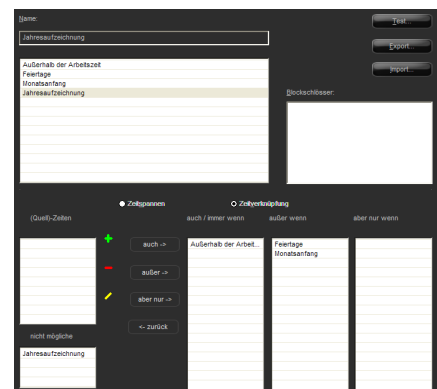 Name:
Test...
Jahresaufzeichnung
Export...
Import...
Außerhalb der Arbeitszeit
Feiertage
Monatsanfang
Jahresaufzeichnung
Blockschlösser:
Zeitspannen
Zeitverknüpfung
(Quell)-Zeiten
auch / immer wenn
außer wenn
aber nur wenn
auch ->
Außerhalb der Arbeit...
Feiertage
Monatsanfang
außer ->
aber nur ->
<- zurück
nicht mögliche
Jahresaufzeichnung